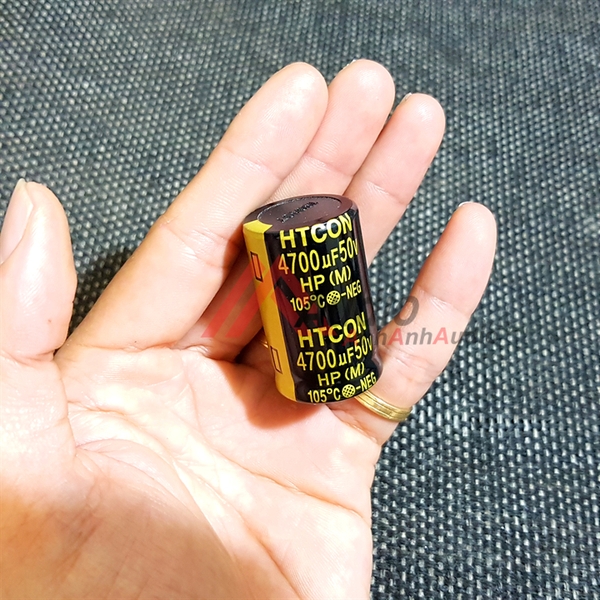 HTCON
4700µF50v
HP (M)
105°C -NEG
HTCON
4700µF50v
HP (M)
105°C -NEG